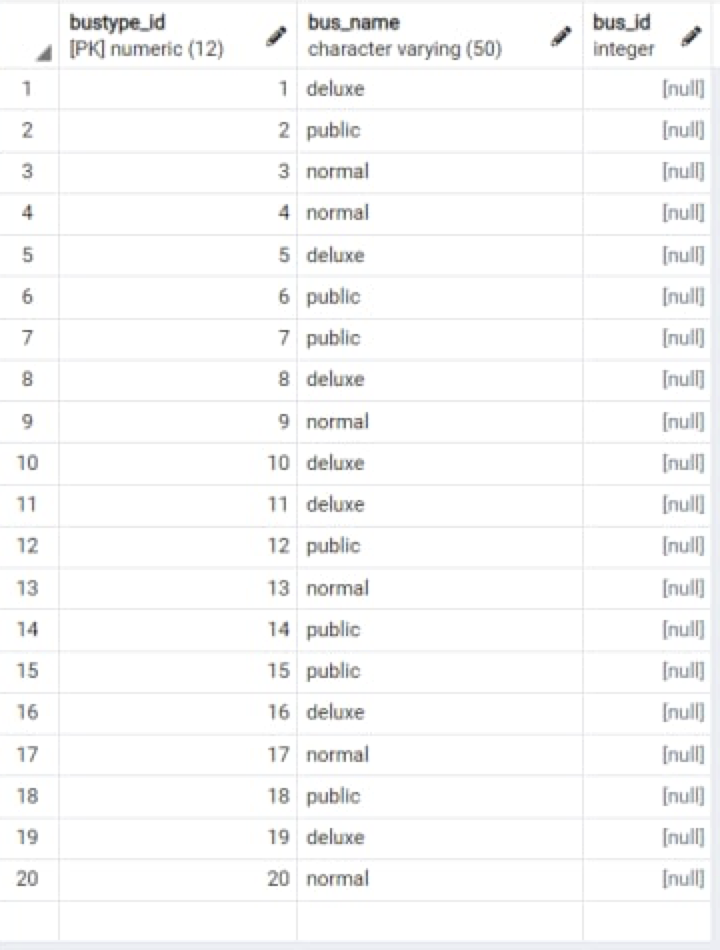 bustype_id bus_name bus_id
[PK] numeric (12) character varying (50) integer
1 1 deluxe [null]
2 2 public [null]
3 3 normal [null]
4 4 normal [null]
5 5 deluxe [null]
6 6 public [null]
7 7 public [null]
8 8 deluxe [null]
9 9 normal [null]
10 10 deluxe [null]
11 11 deluxe [null]
12 12 public [null]
13 13 normal [null]
14 14 public [null]
15 15 public [null]
16 16 deluxe [null]
17 17 normal [null]
18 18 public [null]
19 19 deluxe [null]
20 20 normal [null]